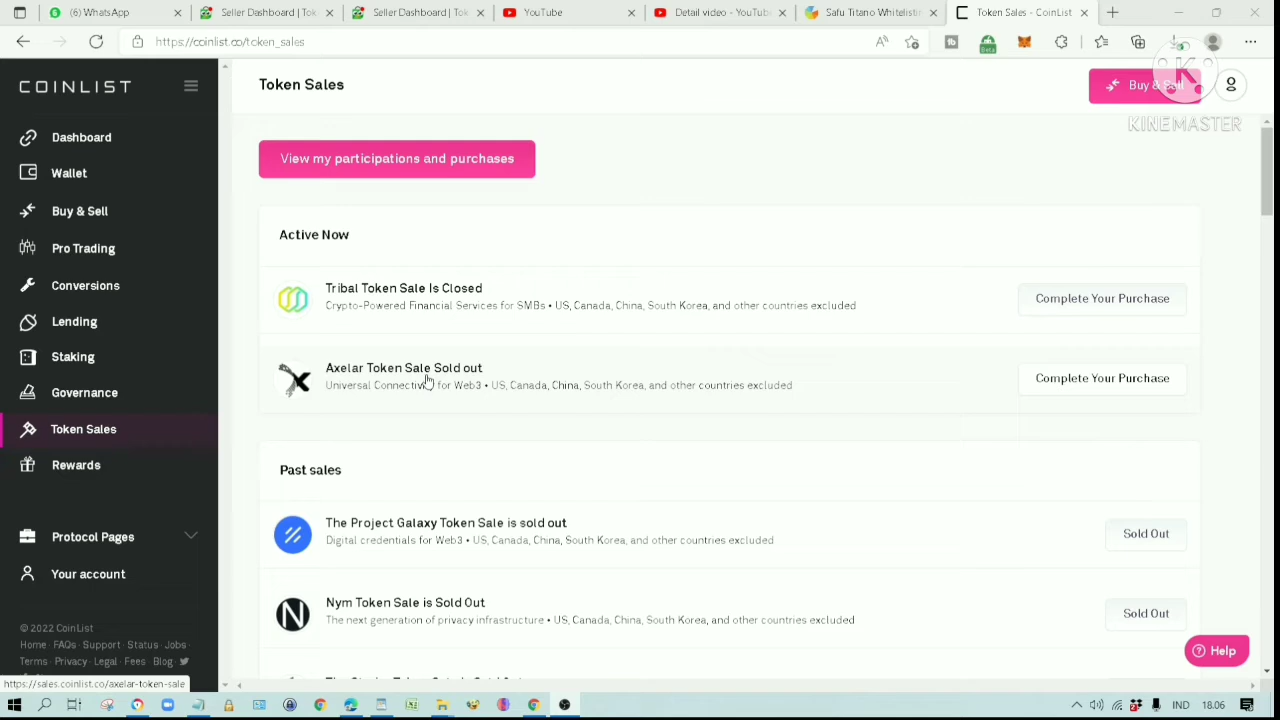 (6) WhatsApp
Seller Dashboard | Tok
Seller Dashboard | Tok
YouTube
Detail video - YouTube
Safu Titano Whitelistin
Token Sales - CoinList
https://coinlist.co/token_sales
COINLIST
Token Sales
Buy & Sell
KINEMASTER
Dashboard
Wallet
Buy & Sell
Pro Trading
Conversions
Lending
Staking
Governance
Token Sales
Rewards
Protocol Pages
Your account
© 2022 CoinList
Home · FAQs · Support · Status · Jobs ·
Terms · Privacy · Legal · Fees · Blog ·
https://sales.coinlist.co/axelar-token-sale
View my participations and purchases
Active Now
Tribal Token Sale Is Closed
Crypto-Powered Financial Services for SMBs • US, Canada, China, South Korea, and other countries excluded
Complete Your Purchase
Axelar Token Sale Sold out
Universal Connectivity for Web3 • US, Canada, China, South Korea, and other countries excluded
Complete Your Purchase
Past sales
The Project Galaxy Token Sale is sold out
Digital credentials for Web3 • US, Canada, China, South Korea, and other countries excluded
Sold Out
Nym Token Sale is Sold Out
The next generation of privacy infrastructure • US, Canada, China, South Korea, and other countries excluded
Sold Out
Help
IND
18.06